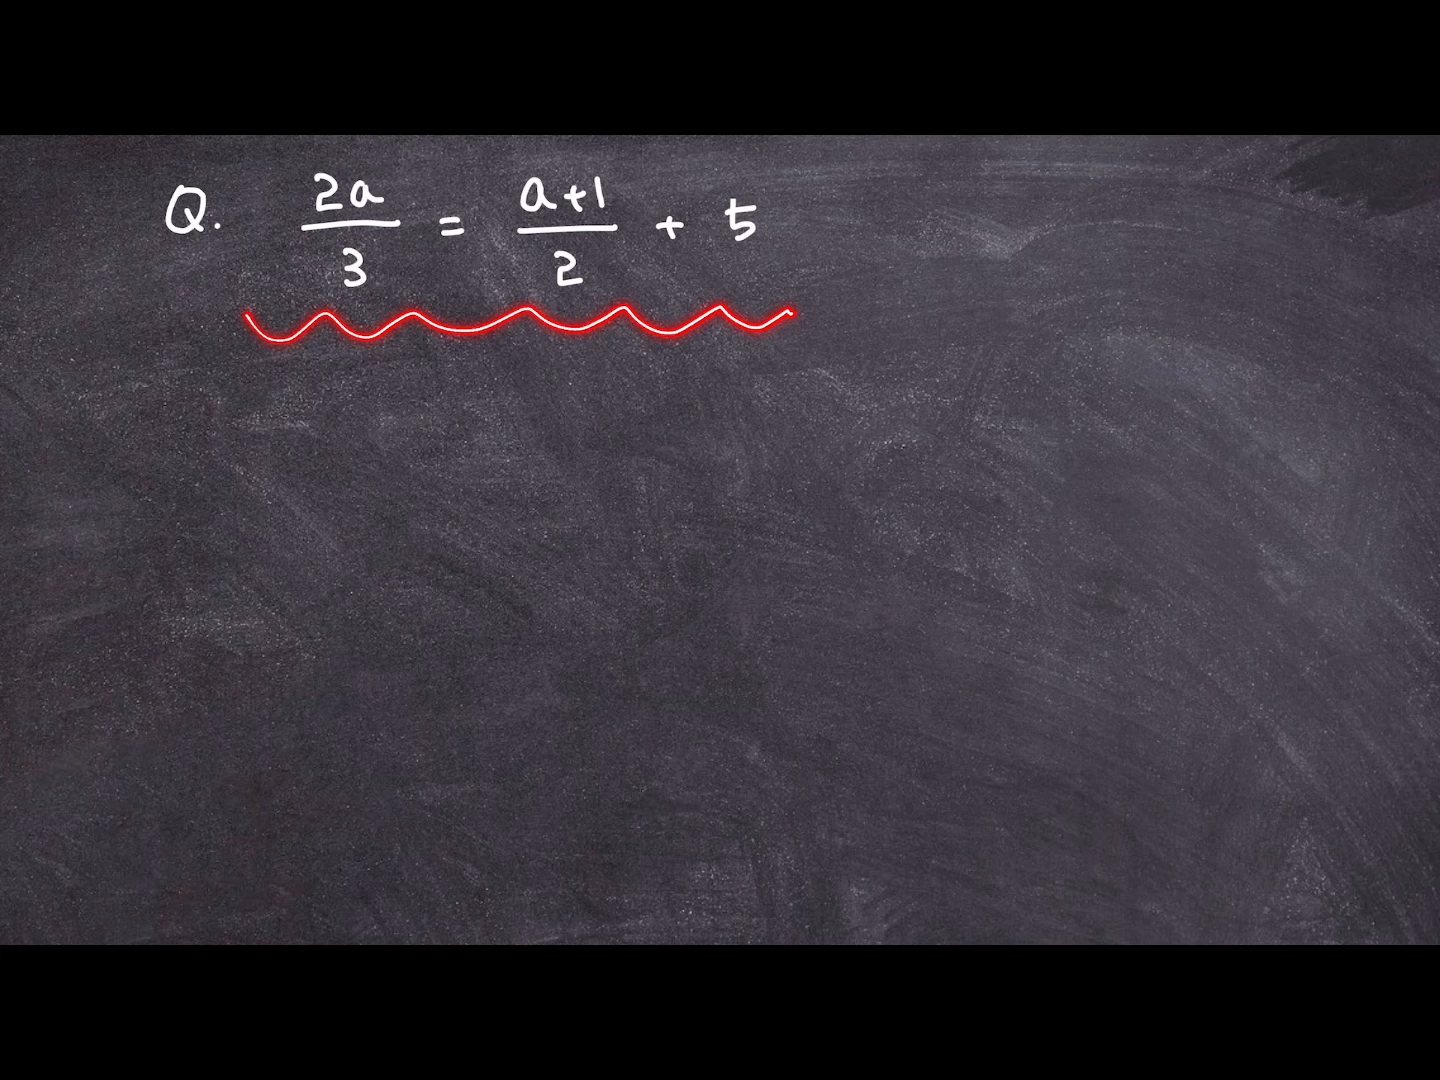 Q. 2a/3 = a+1/2 + 5